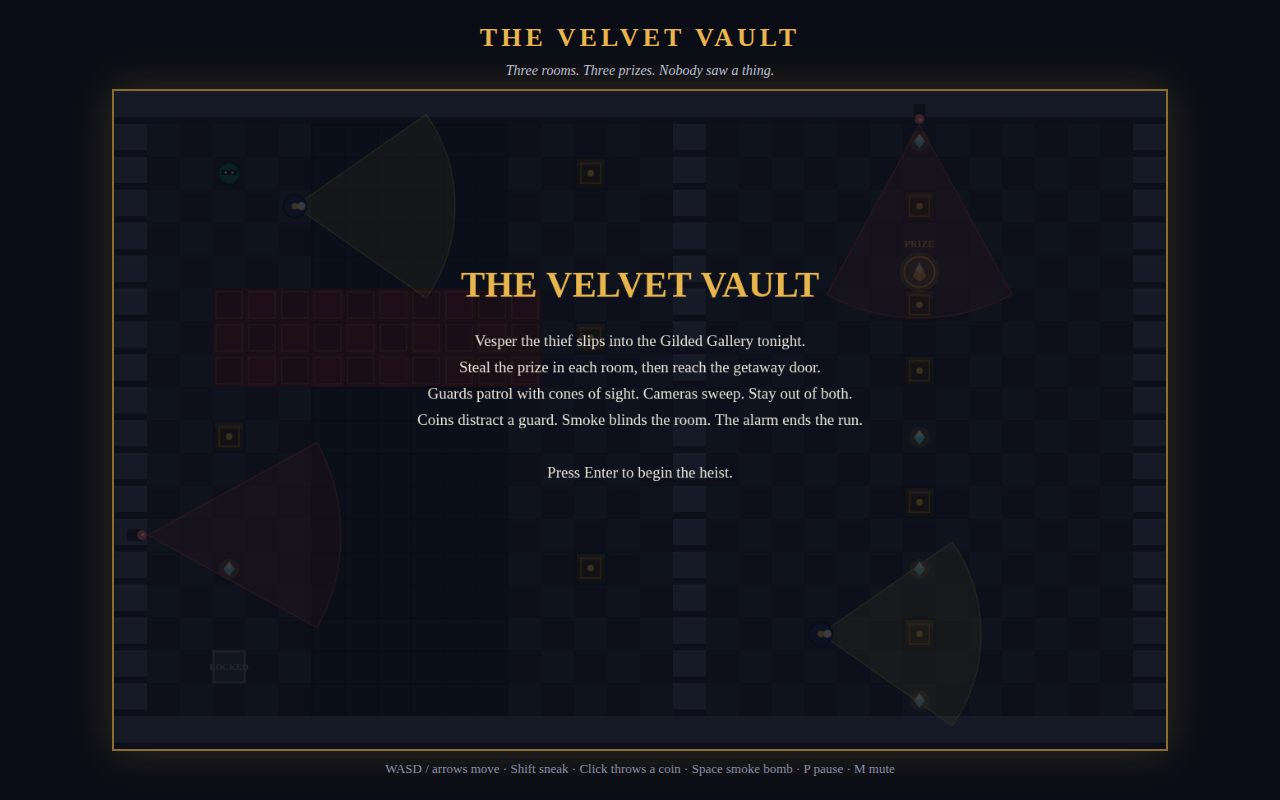 THE VELVET VAULT
Three rooms. Three prizes. Nobody saw a thing.
PRIZE
THE VELVET VAULT
Vesper the thief slips into the Gilded Gallery tonight.
Steal the prize in each room, then reach the getaway door.
Guards patrol with cones of sight. Cameras sweep. Stay out of both.
Coins distract a guard. Smoke blinds the room. The alarm ends the run.
Press Enter to begin the heist.
LOCKED
WASD / arrows move · Shift sneak · Click throws a coin · Space smoke bomb · P pause · M mute